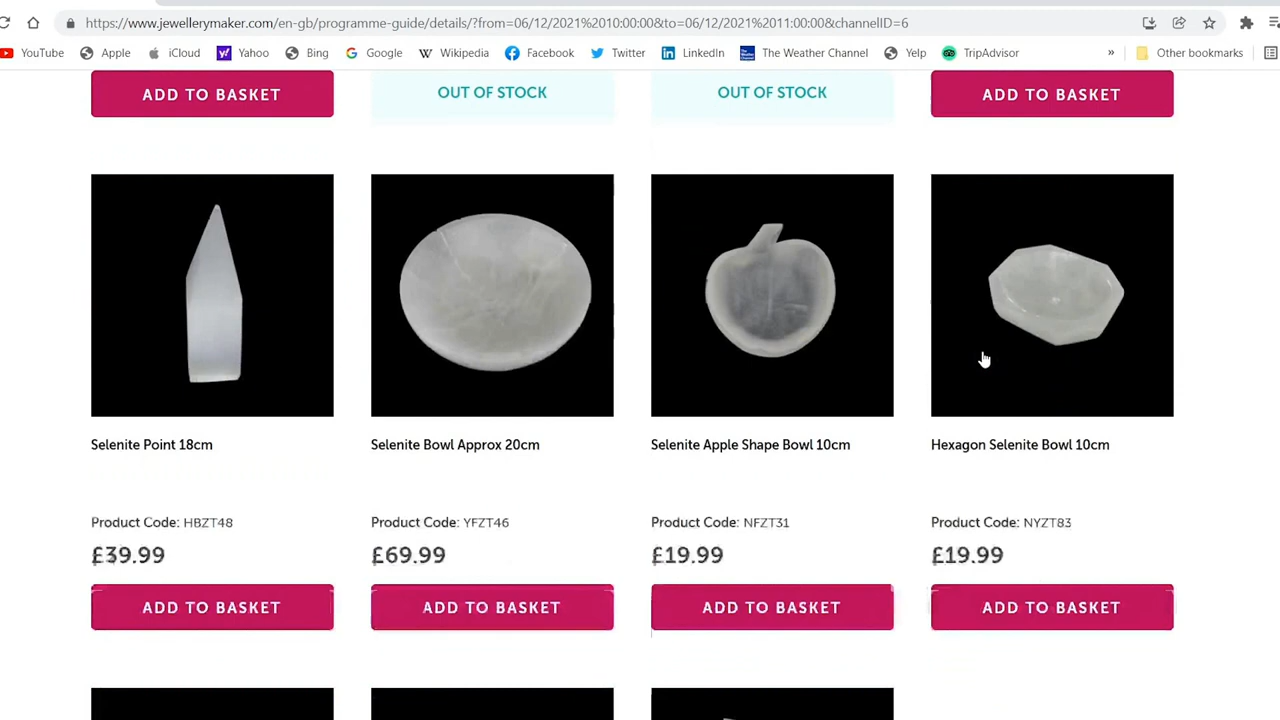 https://www.jewellerymaker.com/en-gb/programme-guide/details/?from=06/12/2021%2010:00:00&to=06/12/2021%2011:00:00&channelID=6
YouTube Apple iCloud Yahoo Bing Google Wikipedia Facebook Twitter LinkedIn The Weather Channel Yelp TripAdvisor » Other bookmarks
ADD TO BASKET OUT OF STOCK OUT OF STOCK ADD TO BASKET
Selenite Point 18cm Selenite Bowl Approx 20cm Selenite Apple Shape Bowl 10cm Hexagon Selenite Bowl 10cm
Product Code: HBZT48 Product Code: YFZT46 Product Code: NFZT31 Product Code: NYZT83
£39.99 £69.99 £19.99 £19.99
ADD TO BASKET ADD TO BASKET ADD TO BASKET ADD TO BASKET